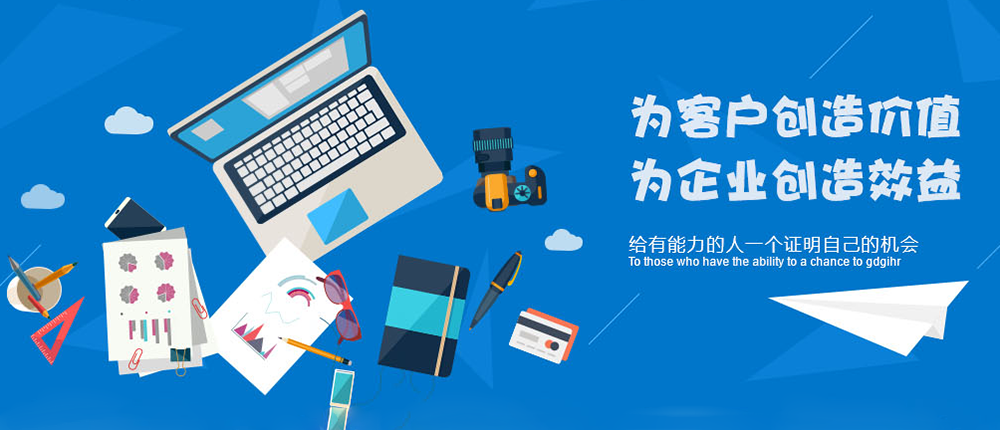 为客户创造价值
为企业创造效益
给有能力的人一个证明自己的机会
To those who have the ability to a chance to gdgihr